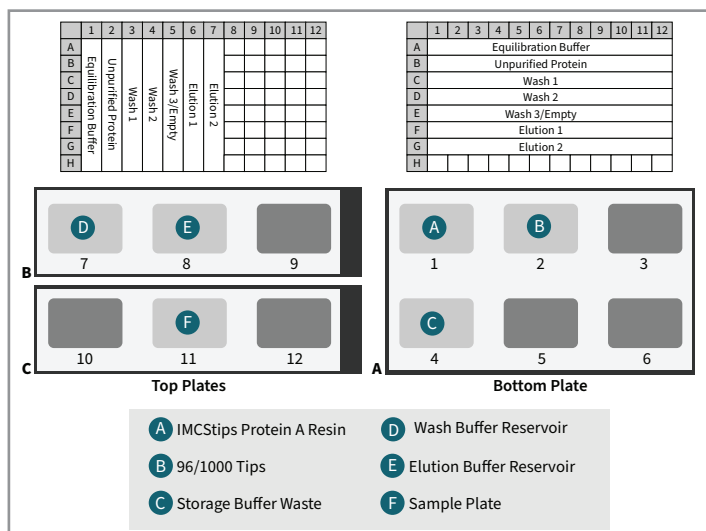 1 2 3 4 5 6 7 8 9 10 11 12
A
B
C
D
E
F
G
H
Equilibration Buffer
Unpurified Protein
Wash 1
Wash 2
Wash 3/Empty
Elution 1
Elution 2
1 2 3 4 5 6 7 8 9 10 11 12
A Equilibration Buffer
B Unpurified Protein
C Wash 1
D Wash 2
E Wash 3/Empty
F Elution 1
G Elution 2
H
D E
7 8 9
B
F
10 11 12
C
Top Plates
A B
1 2 3
C
4 5 6
A
Bottom Plate
A IMCStips Protein A Resin
B 96/1000 Tips
C Storage Buffer Waste
D Wash Buffer Reservoir
E Elution Buffer Reservoir
F Sample Plate